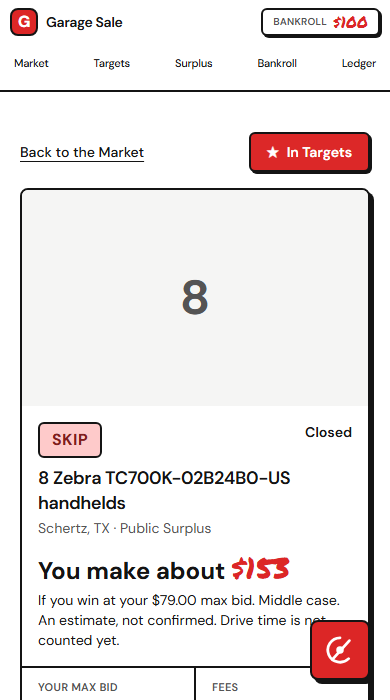 G Garage Sale
BANKROLL $100
Market Targets Surplus Bankroll Ledger
Back to the Market
★ In Targets
8
SKIP
Closed
8 Zebra TC700K-02B24B0-US
handhelds
Schertz, TX · Public Surplus
You make about $153
If you win at your $79.00 max bid. Middle case.
An estimate, not confirmed. Drive time is not
counted yet.
YOUR MAX BID FEES